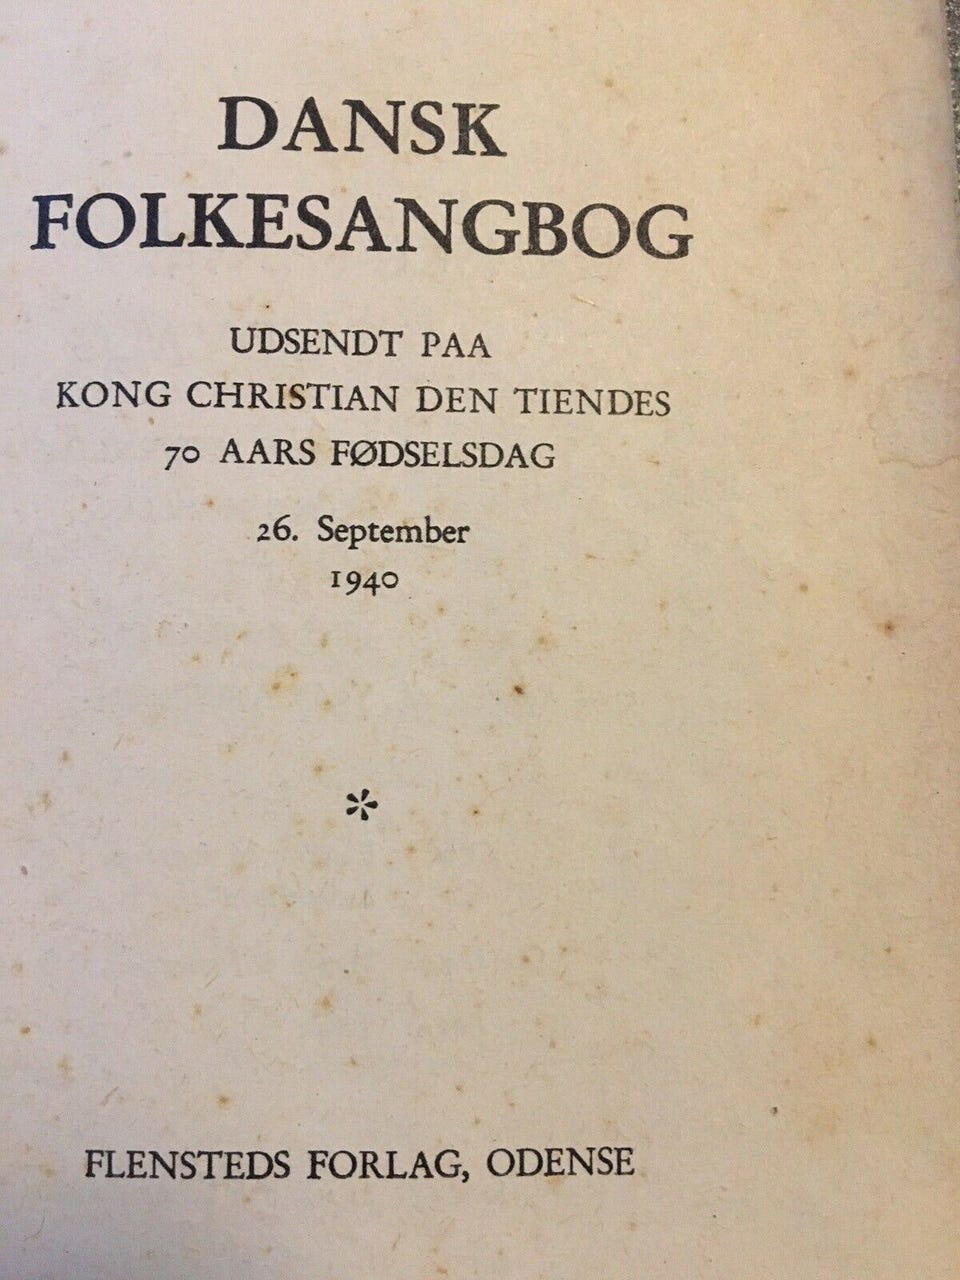 DANSK
FOLKESANGBOG
UDSENDT PAA
KONG CHRISTIAN DEN TIENDES
70 AARS FØDSELSDAG
26. September
1940
*
FLENSTEDS FORLAG, ODENSE